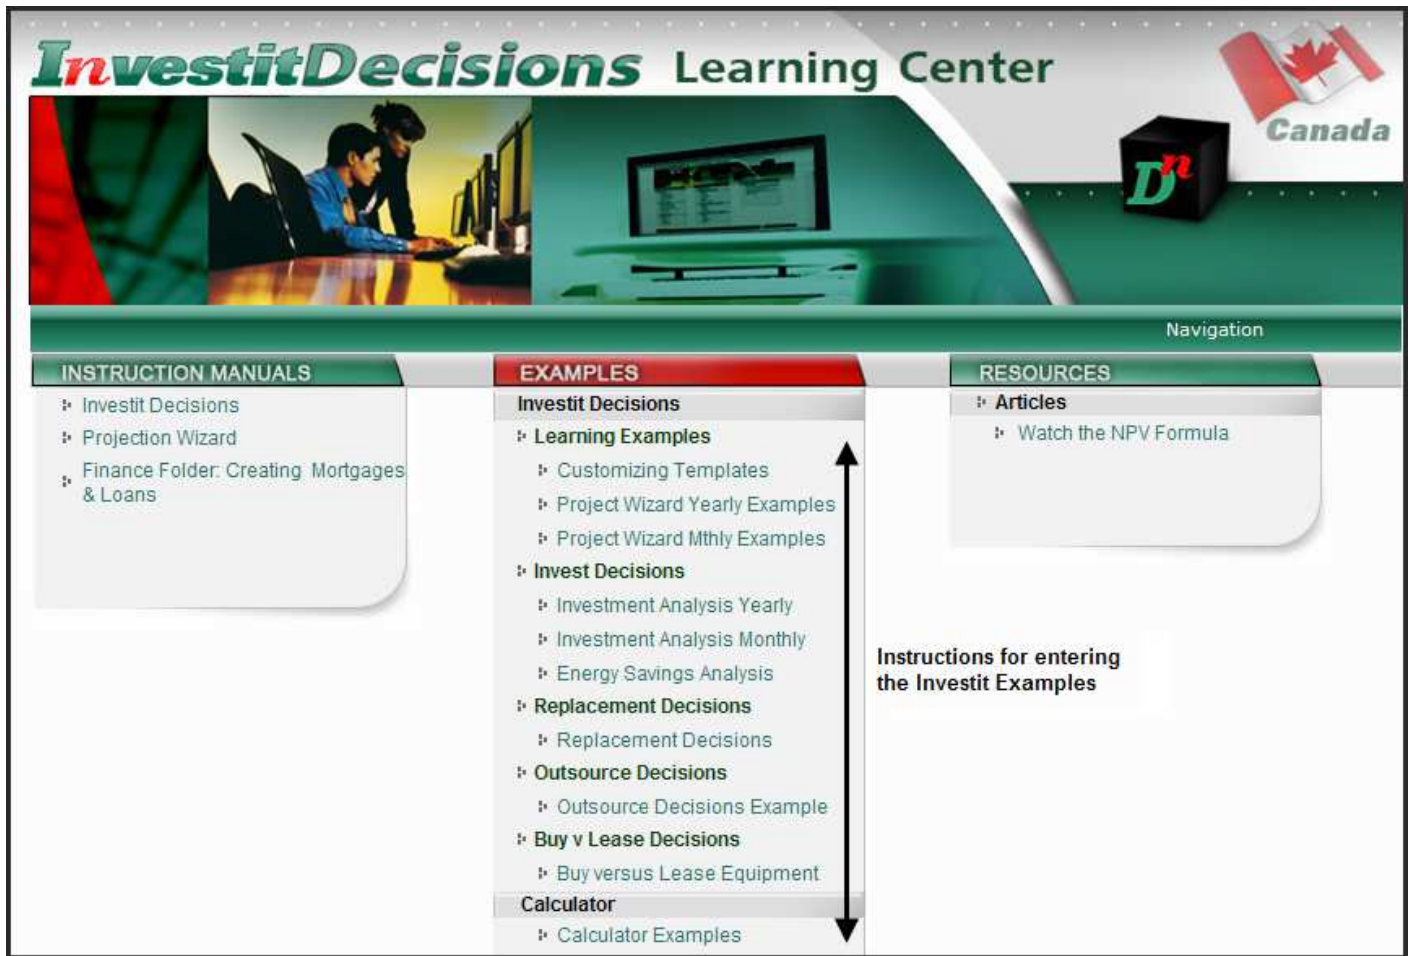 InvestitDecisions Learning Center
Canada
Dn
Navigation
INSTRUCTION MANUALS
Investit Decisions
Projection Wizard
Finance Folder: Creating Mortgages
& Loans
EXAMPLES
Investit Decisions
Learning Examples
Customizing Templates
Project Wizard Yearly Examples
Project Wizard Mthly Examples
Invest Decisions
Investment Analysis Yearly
Investment Analysis Monthly
Energy Savings Analysis
Replacement Decisions
Replacement Decisions
Outsource Decisions
Outsource Decisions Example
Buy v Lease Decisions
Buy versus Lease Equipment
Calculator
Calculator Examples
Instructions for entering
the Investit Examples
RESOURCES
Articles
Watch the NPV Formula